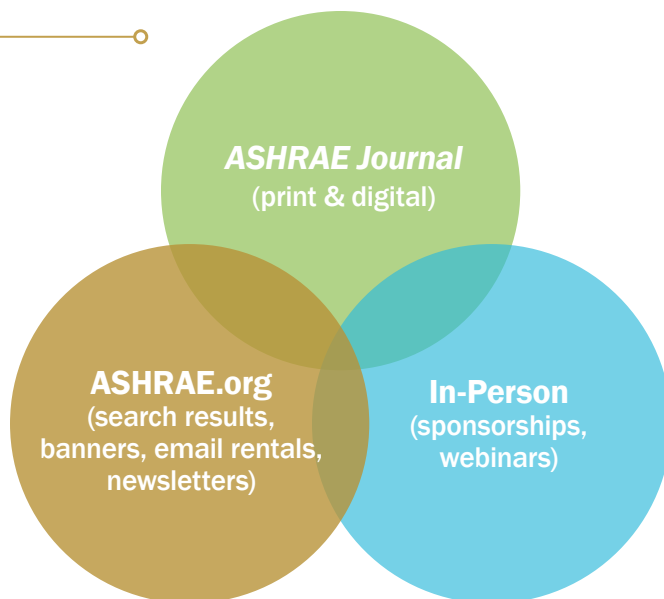 ASHRAE Journal
(print & digital)
ASHRAE.org
(search results,
banners, email rentals,
newsletters)
In-Person
(sponsorships,
webinars)